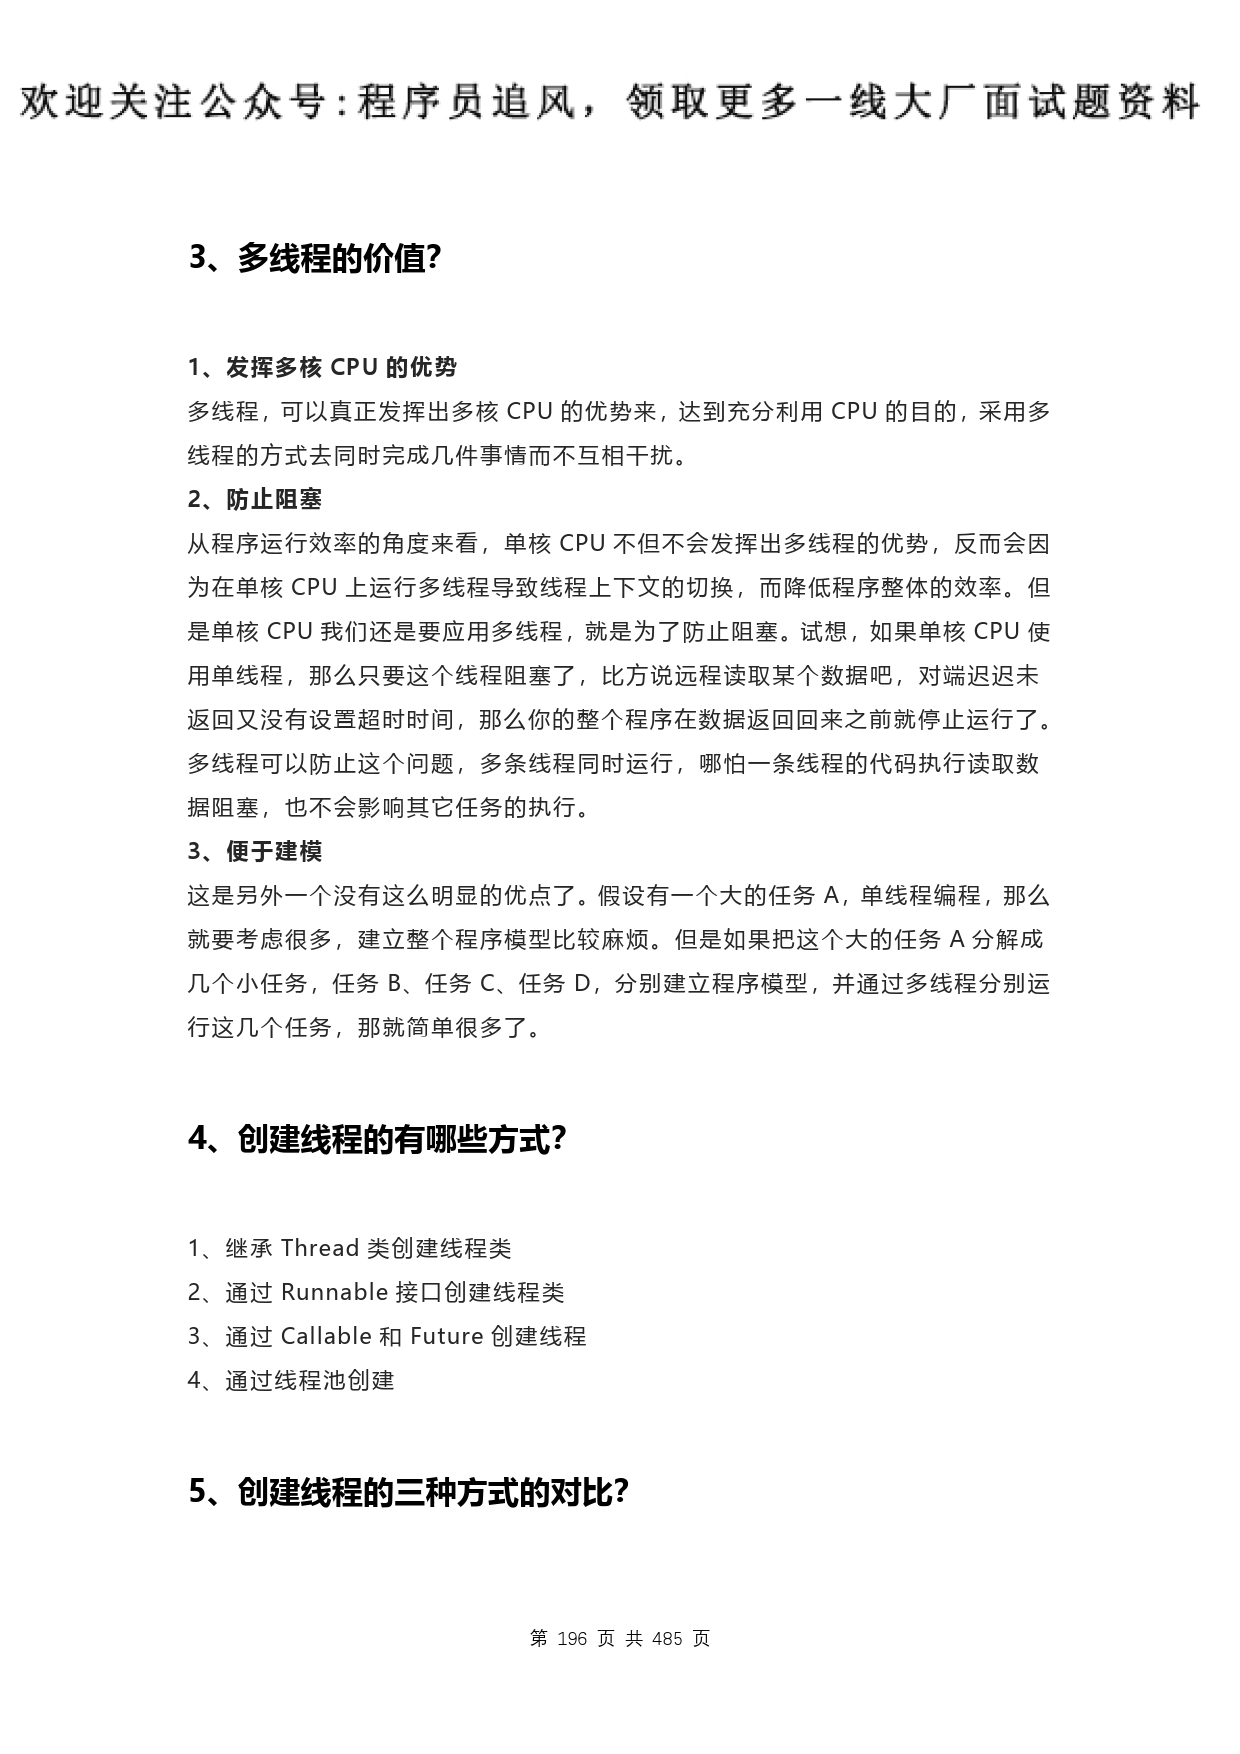 欢迎关注公众号:程序员追风，领取更多一线大厂面试题资料
3、多线程的价值？
1、发挥多核 CPU 的优势
多线程，可以真正发挥出多核 CPU 的优势来，达到充分利用 CPU 的目的，采用多
线程的方式去同时完成几件事情而不互相干扰。
2、防止阻塞
从程序运行效率的角度来看，单核 CPU 不但不会发挥出多线程的优势，反而会因
为在单核 CPU 上运行多线程导致线程上下文的切换，而降低程序整体的效率。但
是单核 CPU 我们还是要应用多线程，就是为了防止阻塞。试想，如果单核 CPU 使
用单线程，那么只要这个线程阻塞了，比方说远程读取某个数据吧，对端迟迟未
返回又没有设置超时时间，那么你的整个程序在数据返回回来之前就停止运行了。
多线程可以防止这个问题，多条线程同时运行，哪怕一条线程的代码执行读取数
据阻塞，也不会影响其它任务的执行。
3、便于建模
这是另外一个没有这么明显的优点了。假设有一个大的任务 A，单线程编程，那么
就要考虑很多，建立整个程序模型比较麻烦。但是如果把这个大的任务 A 分解成
几个小任务，任务 B、任务 C、任务 D，分别建立程序模型，并通过多线程分别运
行这几个任务，那就简单很多了。
4、创建线程的有哪些方式？
1、继承 Thread 类创建线程类
2、通过 Runnable 接口创建线程类
3、通过 Callable 和 Future 创建线程
4、通过线程池创建
5、创建线程的三种方式的对比？
第 196 页 共 485 页